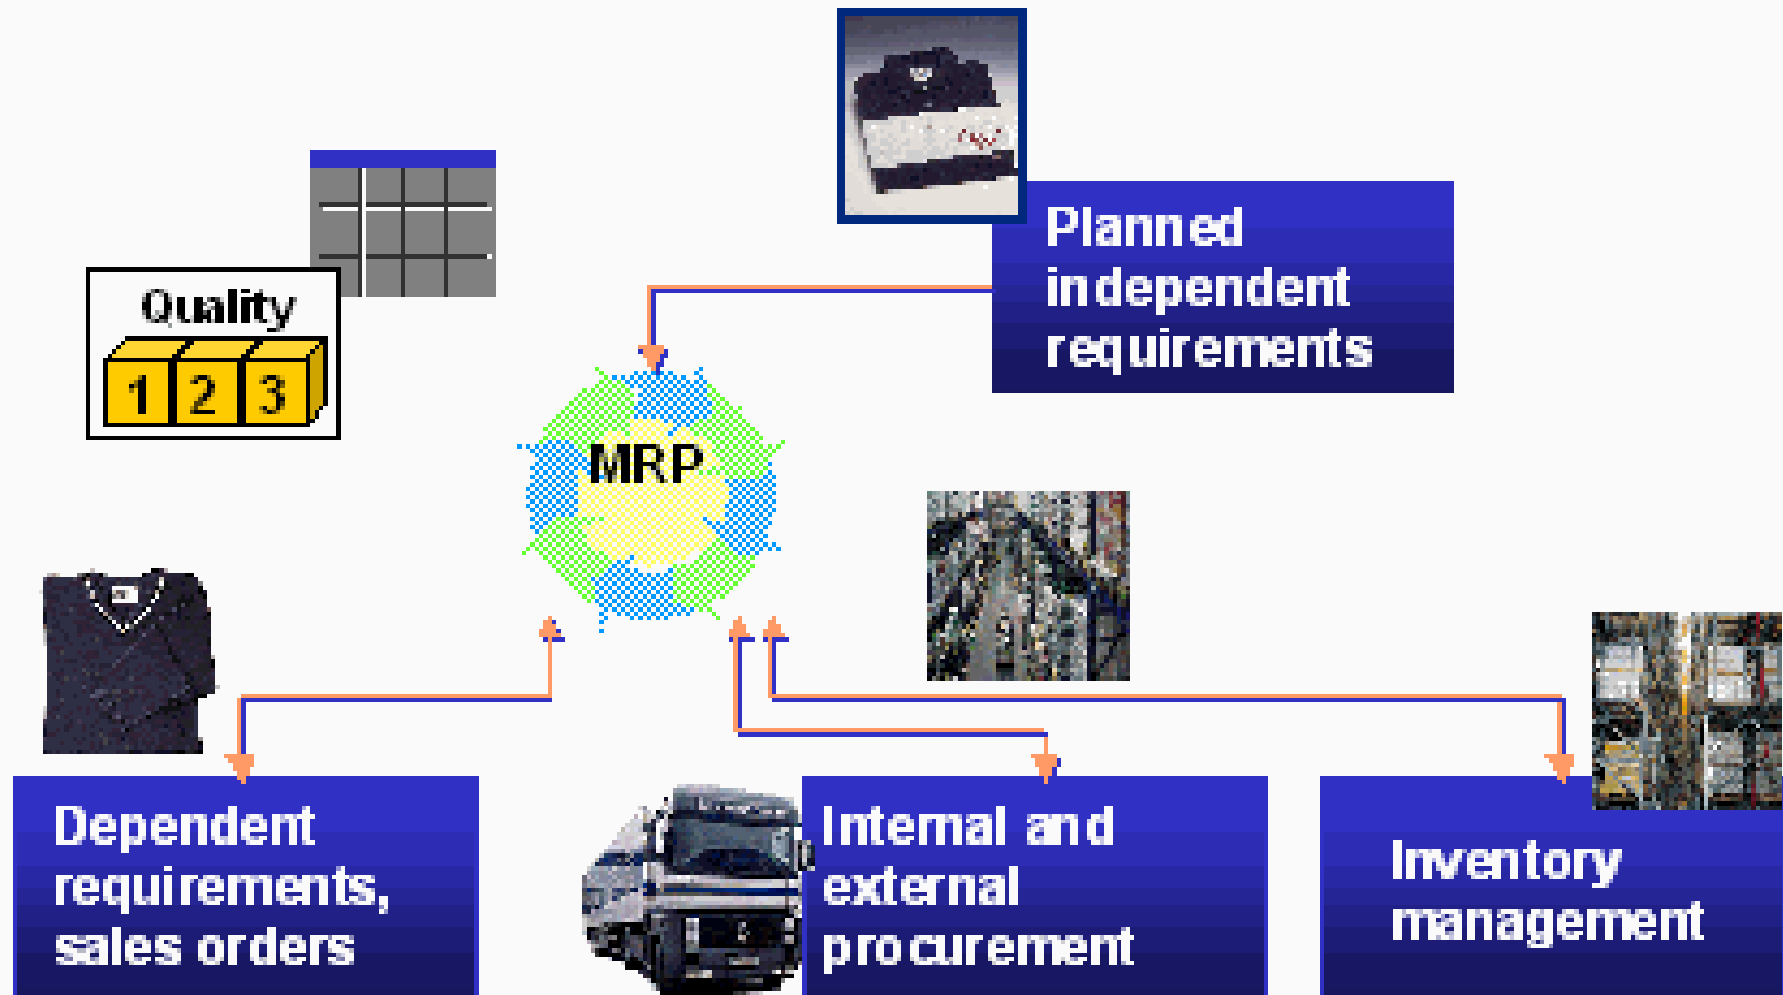 Planned
independent
requirements
Quality
1 2 3
MRP
Dependent
requirements,
sales orders
Internal and
external
procurement
Inventory
management